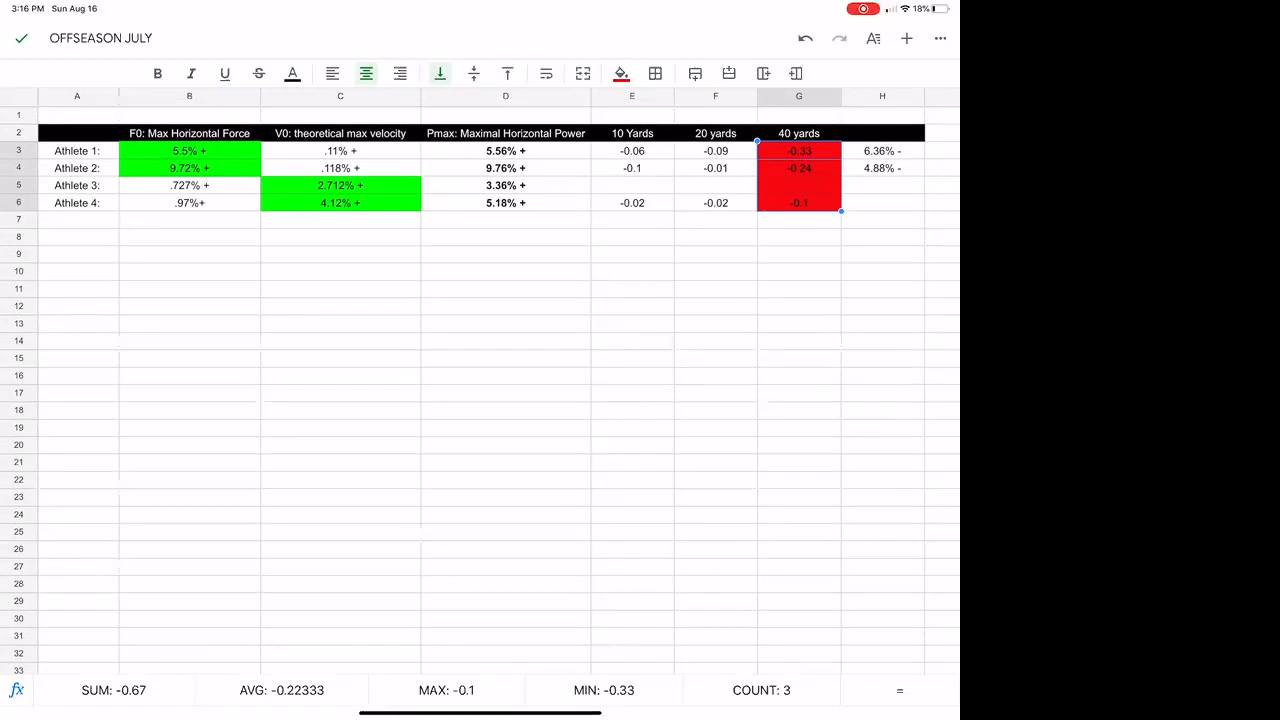 3:16 PM Sun Aug 16 18%
OFFSEASON JULY
B I U S A
A B C D E F G H
1
2 F0: Max Horizontal Force V0: theoretical max velocity Pmax: Maximal Horizontal Power 10 Yards 20 yards 40 yards
3 Athlete 1: 5.5% + .11% + 5.56% + -0.06 -0.09 -0.33 6.36% -
4 Athlete 2: 9.72% + .118% + 9.76% + -0.1 -0.01 -0.24 4.88% -
5 Athlete 3: .727% + 2.712% + 3.36% +
6 Athlete 4: .97%+ 4.12% + 5.18% + -0.02 -0.02 -0.1
7
8
9
10
11
12
13
14
15
16
17
18
19
20
21
22
23
24
25
26
27
28
29
30
31
32
33
fx SUM: -0.67 AVG: -0.22333 MAX: -0.1 MIN: -0.33 COUNT: 3 =